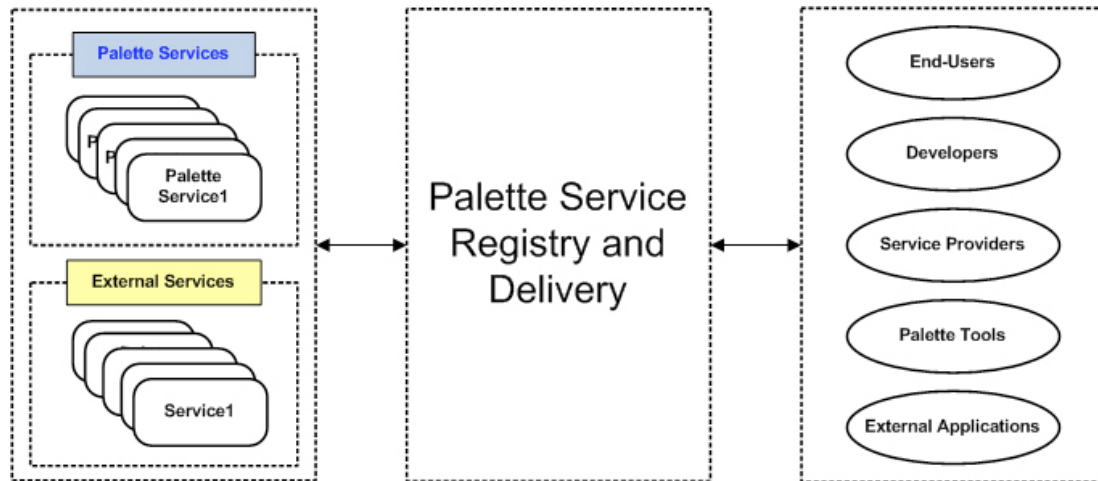 Palette Services
Palette
Service1
External Services
Service1
Palette Service
Registry and
Delivery
End-Users
Developers
Service Providers
Palette Tools
External Applications